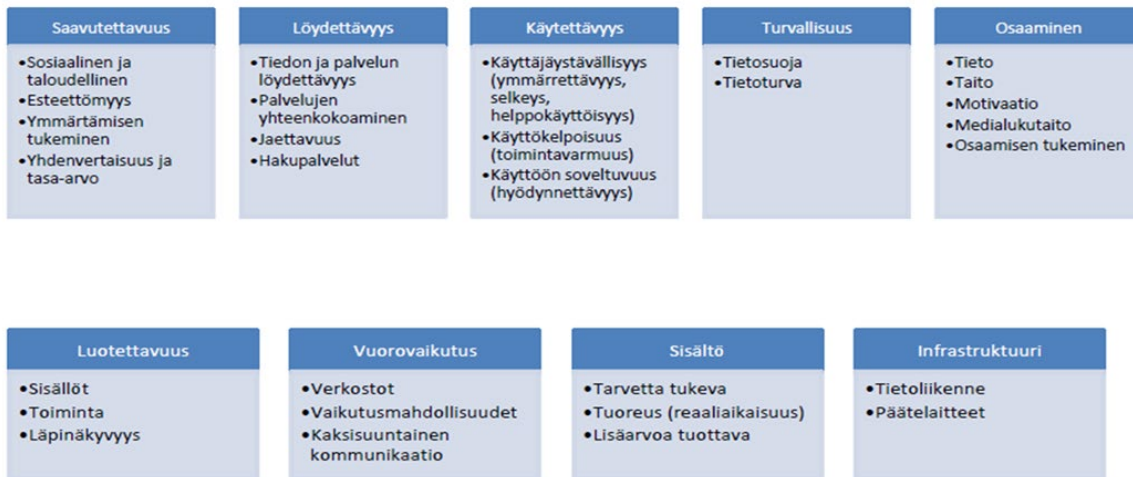 Saavutettavuus
•Sosiaalinen ja
taloudellinen
•Esteettömyys
•Ymmärtämisen
tukeminen
•Yhdenvertaisuus ja
tasa-arvo
Löydettävyys
•Tiedon ja palvelun
löydettävyys
•Palvelujen
yhteenkokoaminen
•Jaettavuus
•Hakupalvelut
Käytettävyys
•Käyttäjäystävällisyys
(ymmärrettävyys,
selkeys,
helppokäyttöisyys)
•Käyttökelpoisuus
(toimintavarmuus)
•Käyttöön soveltuvuus
(hyödynnettävyys)
Turvallisuus
•Tietosuoja
•Tietoturva
Osaaminen
•Tieto
•Taito
•Motivaatio
•Medialukutaito
•Osaamisen tukeminen
Luotettavuus
•Sisällöt
•Toiminta
•Läpinäkyvyys
Vuorovaikutus
•Verkostot
•Vaikutusmahdollisuudet
•Kaksisuuntainen
kommunikaatio
Sisältö
•Tarvetta tukeva
•Tuoreus (reaaliaikaisuus)
•Lisäarvoa tuottava
Infrastruktuuri
•Tietoliikenne
•Päätelaitteet